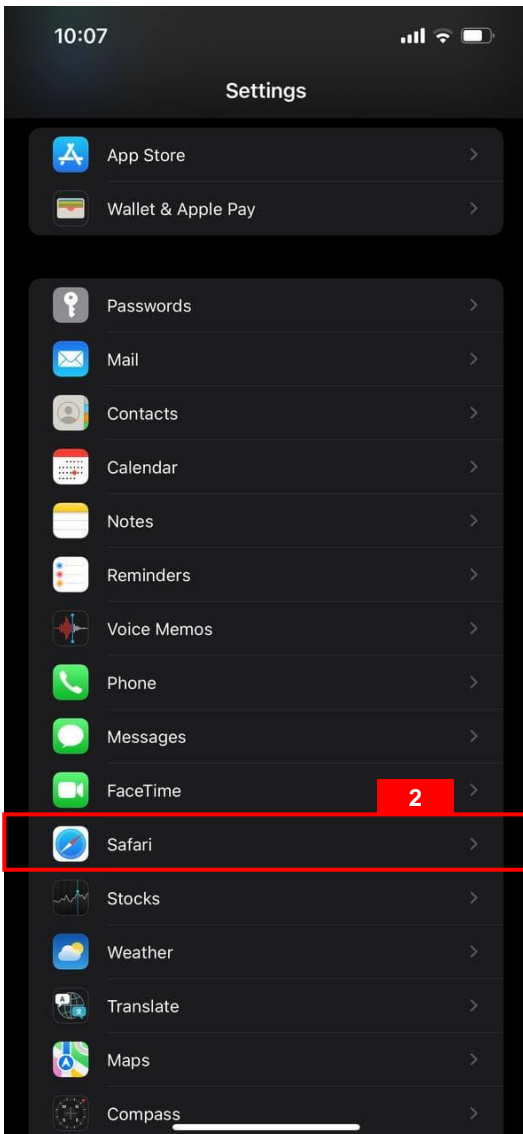 10:07
Settings
App Store
Wallet & Apple Pay
Passwords
Mail
Contacts
Calendar
Notes
Reminders
Voice Memos
Phone
Messages
FaceTime
2
Safari
Stocks
Weather
Translate
Maps
Compass